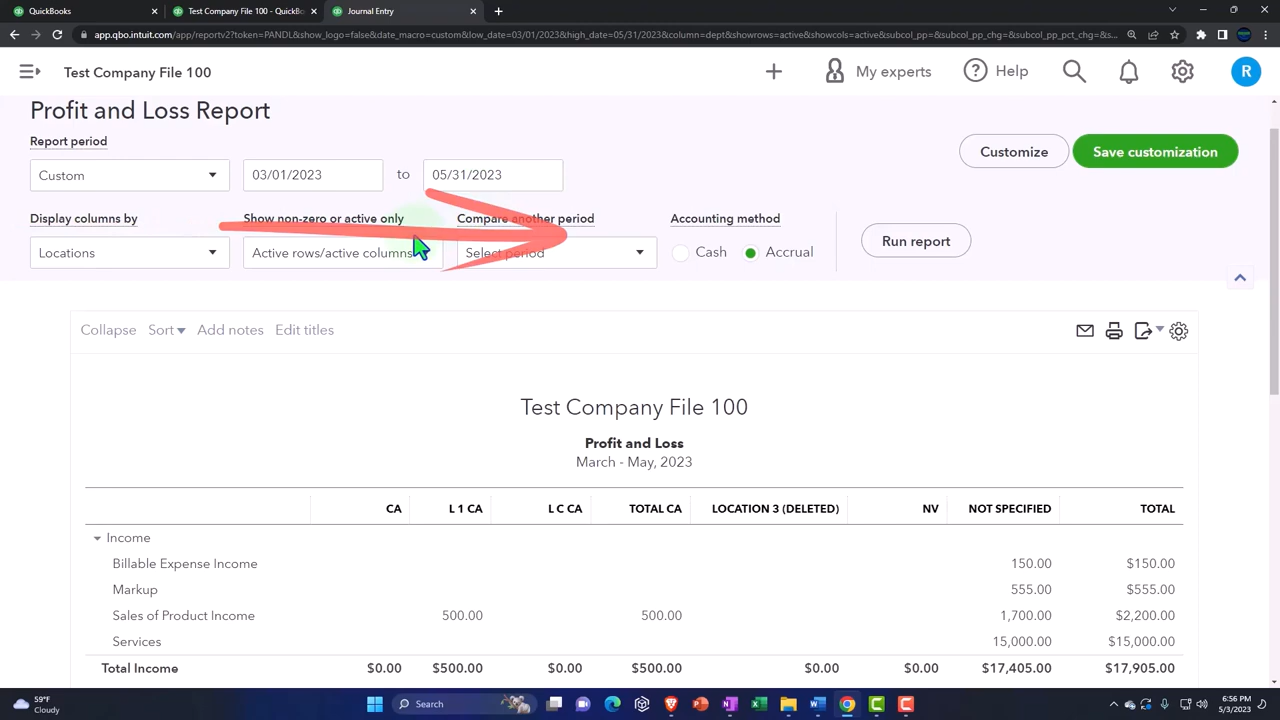 QuickBooks
Test Company File 100 - QuickBo
Journal Entry
app.qbo.intuit.com/app/reportv2?token=PANDL&show_logo=false&date_macro=custom&low_date=03/01/2023&high_date=05/31/2023&column=dept&showrows=active&showcols=active&subcol_pp=&subcol_pp_chg=&subcol_pp_pct_chg=&s...
Test Company File 100
My experts
Help
R
Profit and Loss Report
Report period
Custom
03/01/2023
to
05/31/2023
Customize
Save customization
Display columns by
Show non-zero or active only
Compare another period
Accounting method
Locations
Active rows/active columns
Select period
Cash
Accrual
Run report
Collapse Sort Add notes Edit titles
Test Company File 100
Profit and Loss
March - May, 2023
CA L 1 CA L C CA TOTAL CA LOCATION 3 (DELETED) NV NOT SPECIFIED TOTAL
Income
Billable Expense Income 150.00 $150.00
Markup 555.00 $555.00
Sales of Product Income 500.00 500.00 1,700.00 $2,200.00
Services 15,000.00 $15,000.00
Total Income $0.00 $500.00 $0.00 $500.00 $0.00 $0.00 $17,405.00 $17,905.00
59°F
Cloudy
Search
6:56 PM
5/3/2023